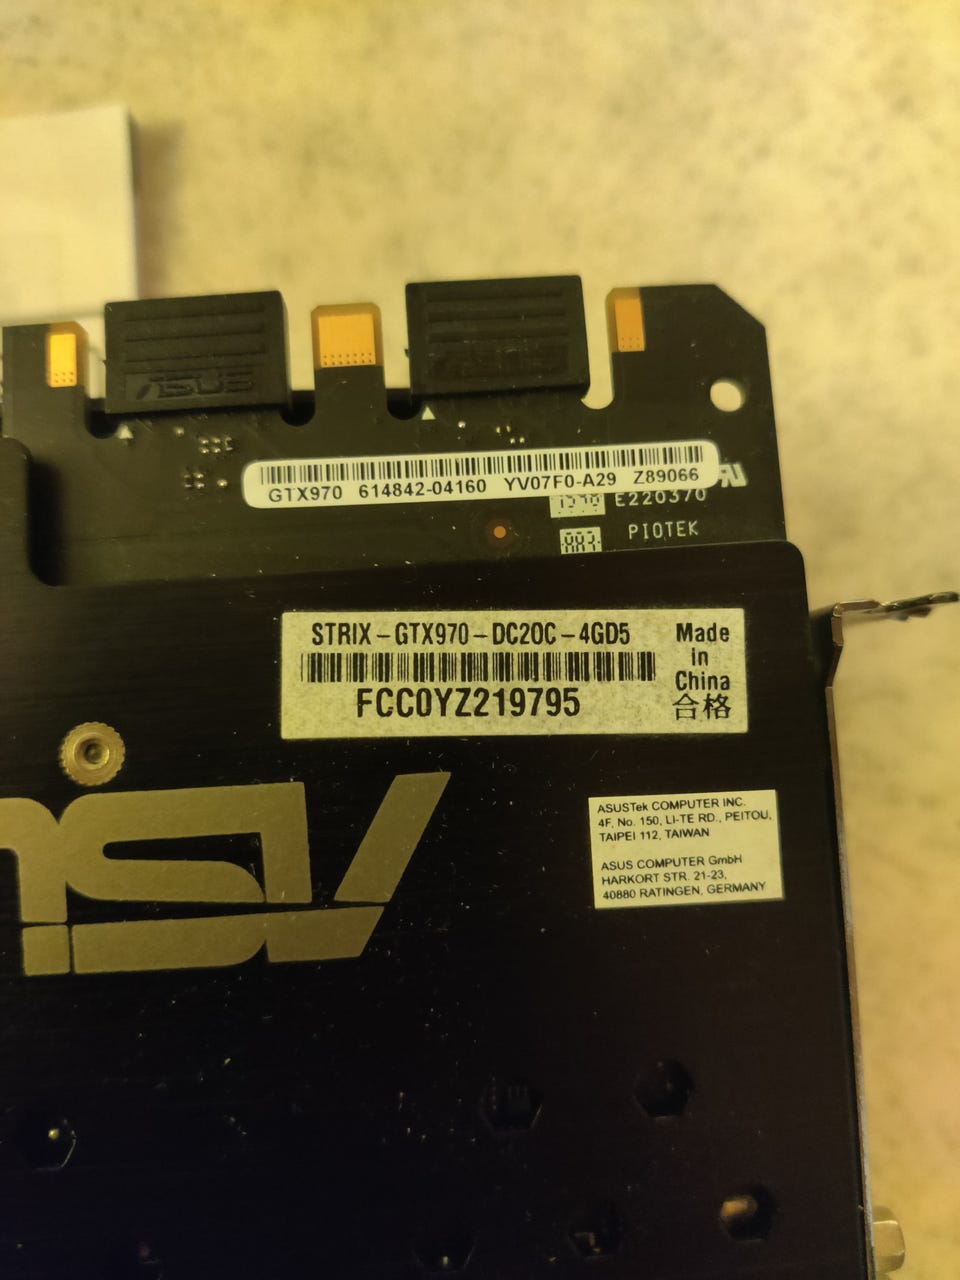 ASUS
GTX970 614842-04160 YV07F0-A29 Z89066
E220370
PIOTEK
STRIX-GTX970-DC2OC-4GD5
FCC0YZ219795
Made
in
China
合格
ASUSTeK COMPUTER INC.
4F, No. 150, LI-TE RD., PEITOU,
TAIPEI 112, TAIWAN
ASUS COMPUTER GmbH
HARKORT STR. 21-23,
40880 RATINGEN, GERMANY
ASUS